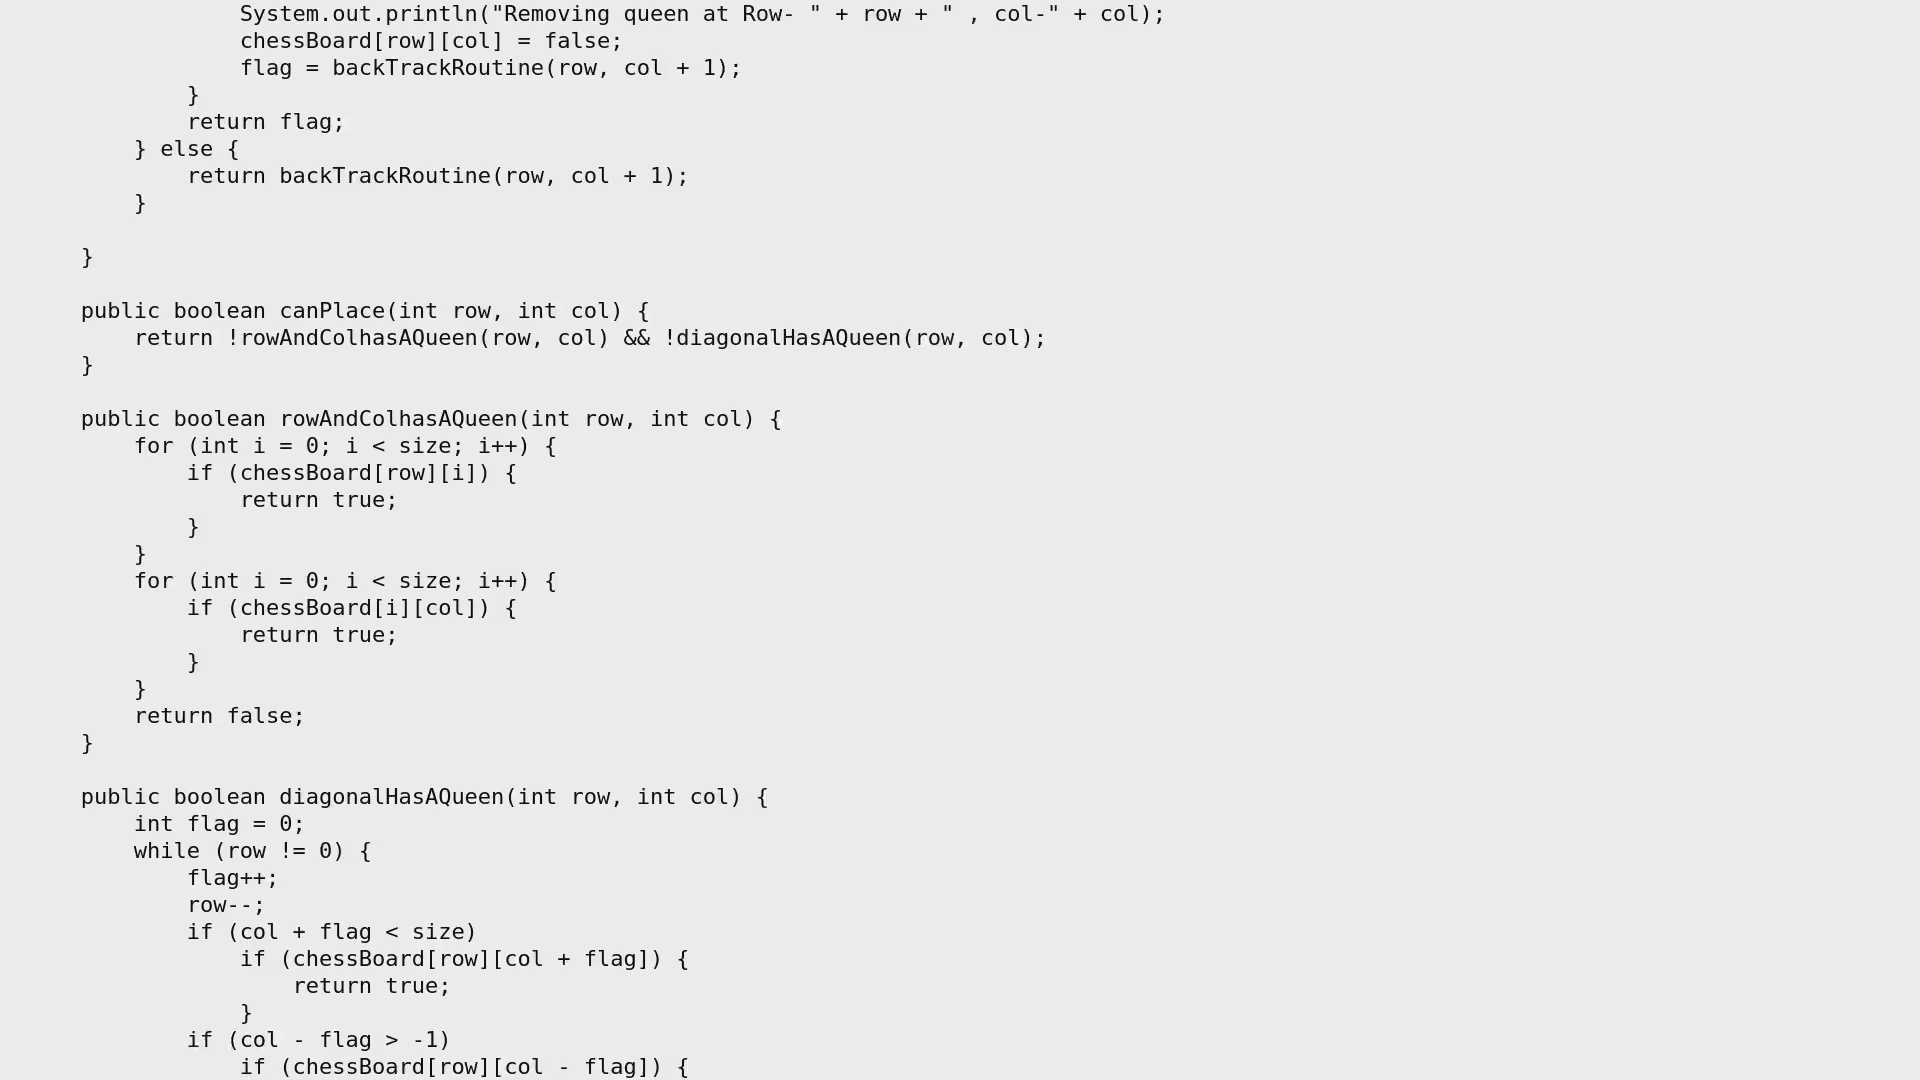 System.out.println("Removing queen at Row- " + row + " , col-" + col);
chessBoard[row][col] = false;
flag = backTrackRoutine(row, col + 1);
}
return flag;
} else {
return backTrackRoutine(row, col + 1);
}
}
public boolean canPlace(int row, int col) {
return !rowAndColhasAQueen(row, col) && !diagonalHasAQueen(row, col);
}
public boolean rowAndColhasAQueen(int row, int col) {
for (int i = 0; i < size; i++) {
if (chessBoard[row][i]) {
return true;
}
}
for (int i = 0; i < size; i++) {
if (chessBoard[i][col]) {
return true;
}
}
return false;
}
public boolean diagonalHasAQueen(int row, int col) {
int flag = 0;
while (row != 0) {
flag++;
row--;
if (col + flag < size)
if (chessBoard[row][col + flag]) {
return true;
}
if (col - flag > -1)
if (chessBoard[row][col - flag]) {